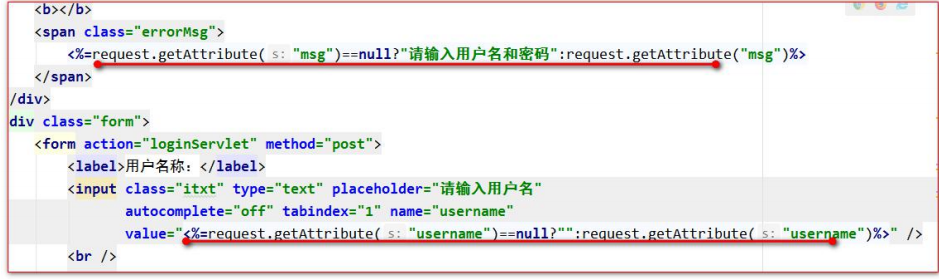 <b></b>
<span class="errorMsg">
<%=request.getAttribute( s: "msg")==null?"请输入用户名和密码":request.getAttribute("msg")%>
</span>
/div>
div class="form">
<form action="loginServlet" method="post">
<label>用户名称：</label>
<input class="itxt" type="text" placeholder="请输入用户名"
autocomplete="off" tabindex="1" name="username"
value="<%=request.getAttribute( s: "username")==null?"":request.getAttribute( s: "username")%>" />
<br />